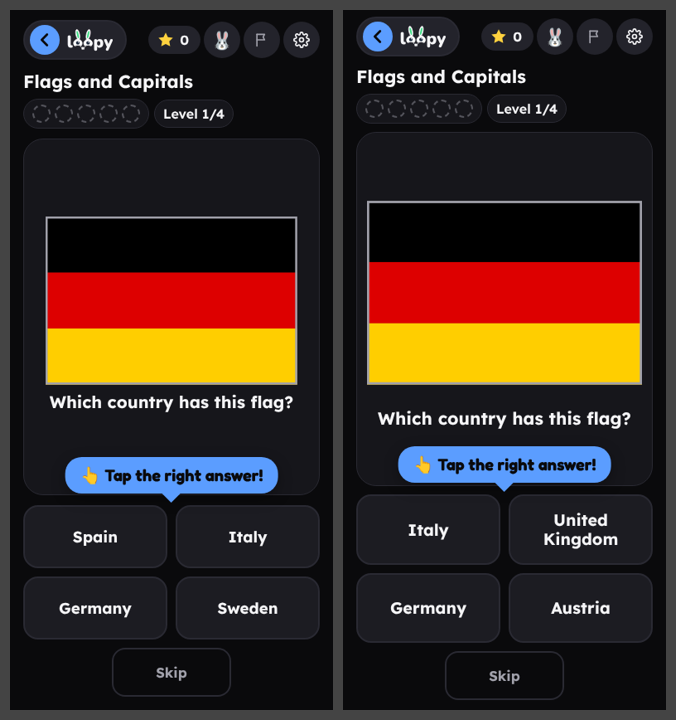 loopy
0
Flags and Capitals
Level 1/4
Which country has this flag?
👆 Tap the right answer!
Spain
Italy
Germany
Sweden
Skip
loopy
0
Flags and Capitals
Level 1/4
Which country has this flag?
👆 Tap the right answer!
Italy
United
Kingdom
Germany
Austria
Skip